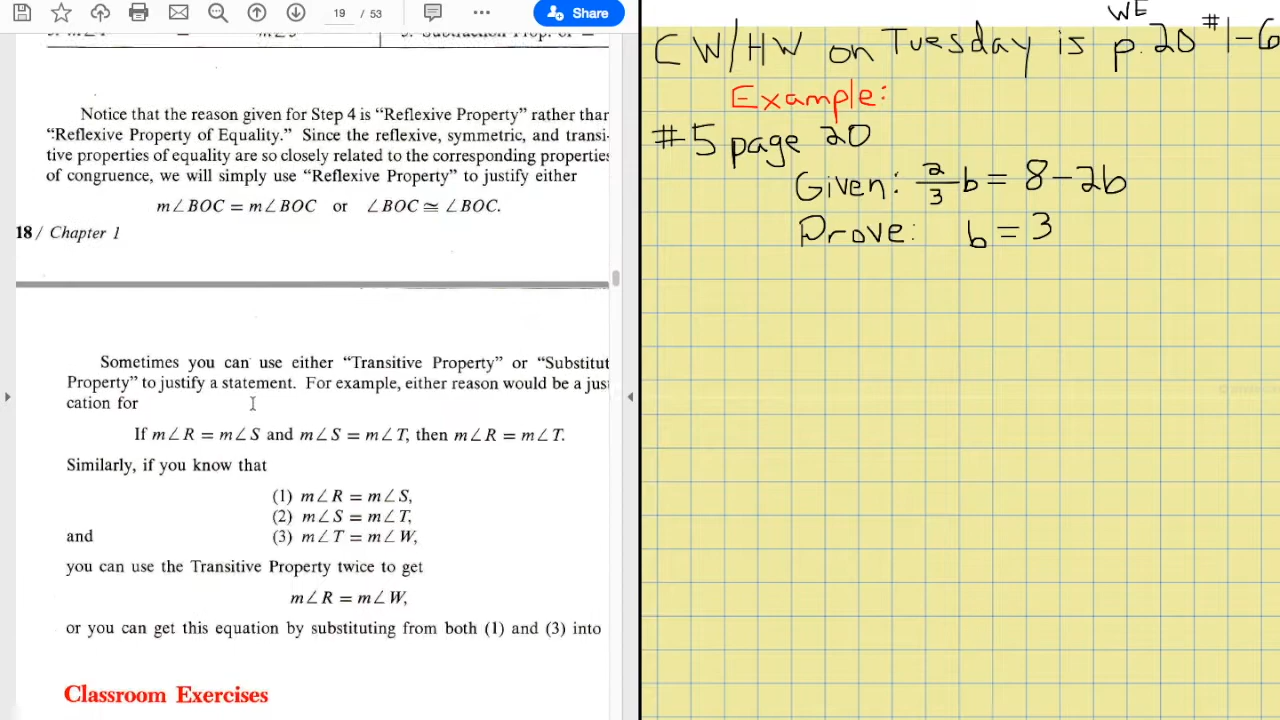 19 / 53
Share
Notice that the reason given for Step 4 is “Reflexive Property” rather thar
“Reflexive Property of Equality.” Since the reflexive, symmetric, and transi-
tive properties of equality are so closely related to the corresponding properties
of congruence, we will simply use “Reflexive Property” to justify either
m∠BOC = m∠BOC or ∠BOC ≅ ∠BOC.
18 / Chapter 1
Sometimes you can use either “Transitive Property” or “Substitut
Property” to justify a statement. For example, either reason would be a jus
cation for
If m∠R = m∠S and m∠S = m∠T, then m∠R = m∠T.
Similarly, if you know that
(1) m∠R = m∠S,
(2) m∠S = m∠T,
and (3) m∠T = m∠W,
you can use the Transitive Property twice to get
m∠R = m∠W,
or you can get this equation by substituting from both (1) and (3) into
Classroom Exercises
WE
CW/HW on Tuesday is p. 20 #1-6
Example:
#5 page 20
Given: 2/3 b = 8 - 2b
Prove: b = 3